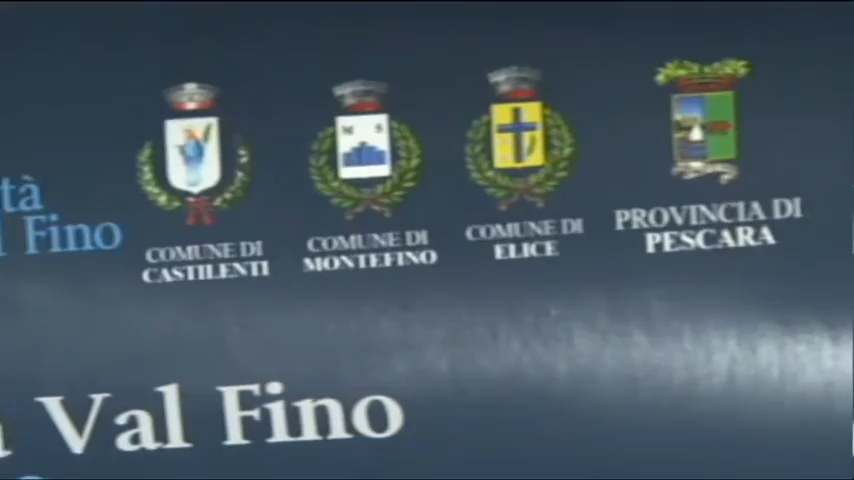 tà
Fino
COMUNE DI
CASTILENTI
COMUNE DI
MONTEFINO
COMUNE DI
ELICE
PROVINCIA DI
PESCARA
M S
Val Fino